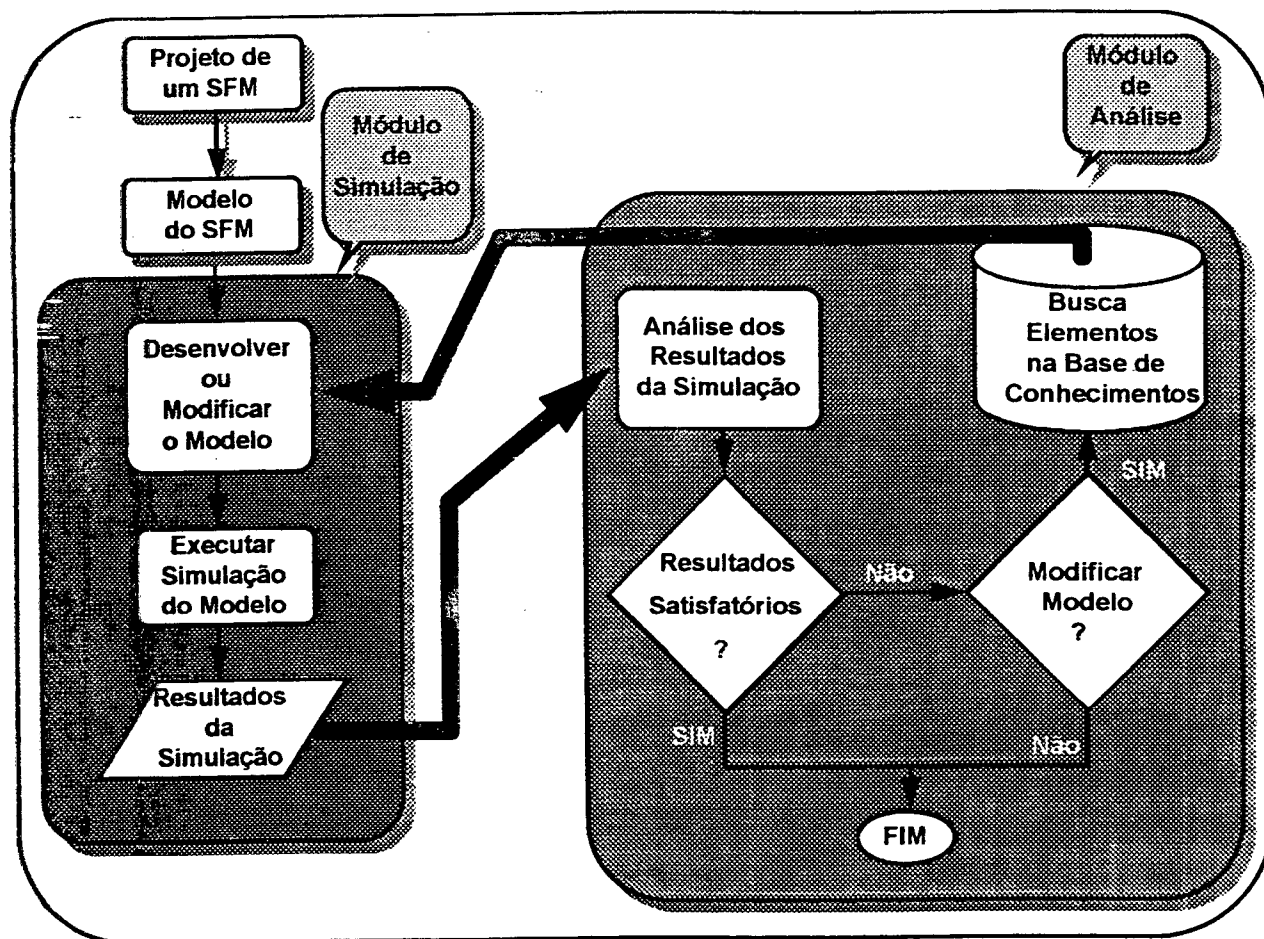 Projeto de
um SFM
Modelo
do SFM
Módulo
de
Simulação
Desenvolver
ou
Modificar
o Modelo
Executar
Simulação
do Modelo
Resultados
da
Simulação
Módulo
de
Análise
Análise dos
Resultados
da Simulação
Resultados
Satisfatórios
?
Não
SIM
Modificar
Modelo
?
SIM
Não
Busca
Elementos
na Base de
Conhecimentos
FIM